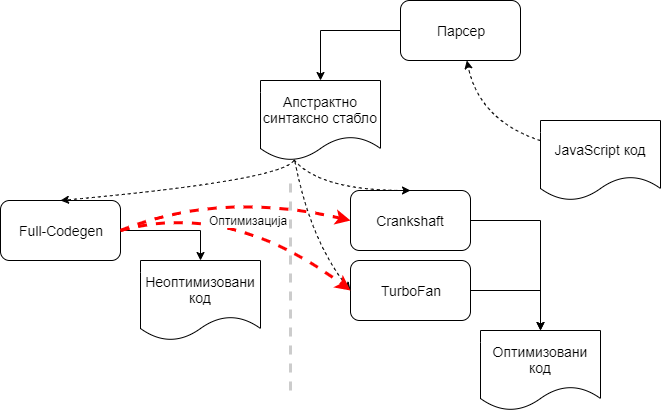 Парсер
Апстрактно
синтаксно стабло
JavaScript код
Full-Codegen
Оптимизација
Crankshaft
TurboFan
Неоптимизовани
код
Оптимизовани
код